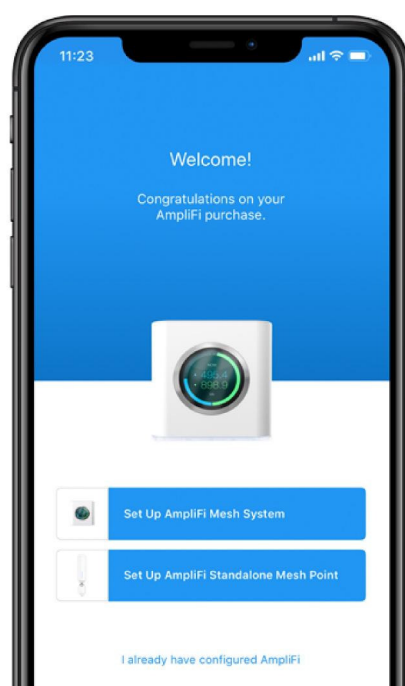 11:23
Welcome!
Congratulations on your
AmpliFi purchase.
Set Up AmpliFi Mesh System
Set Up AmpliFi Standalone Mesh Point
I already have configured AmpliFi